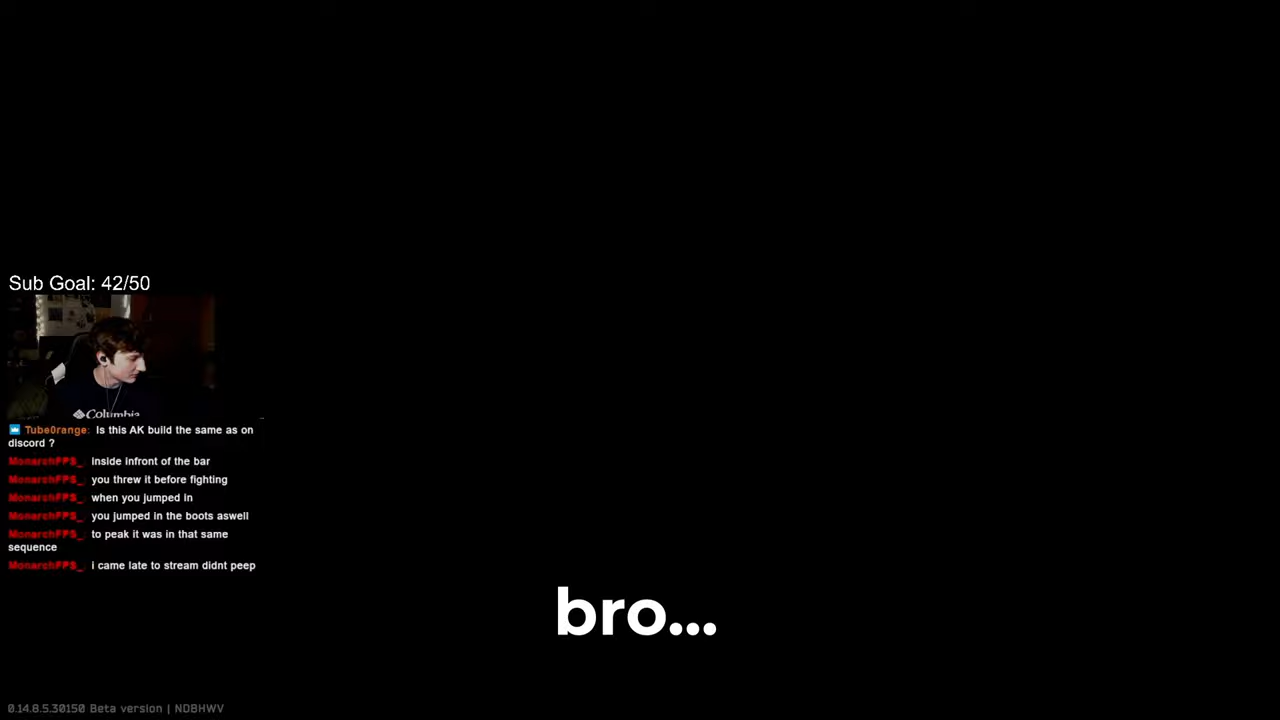 Sub Goal: 42/50
Columbia
Tube0range: Is this AK build the same as on
discord ?
MonarchFPS_: inside infront of the bar
MonarchFPS_: you threw it before fighting
MonarchFPS_: when you jumped in
MonarchFPS_: you jumped in the boots aswell
MonarchFPS_: to peak it was in that same
sequence
MonarchFPS_: i came late to stream didnt peep
bro...
0.14.8.5.30150 Beta version | NDBHWV